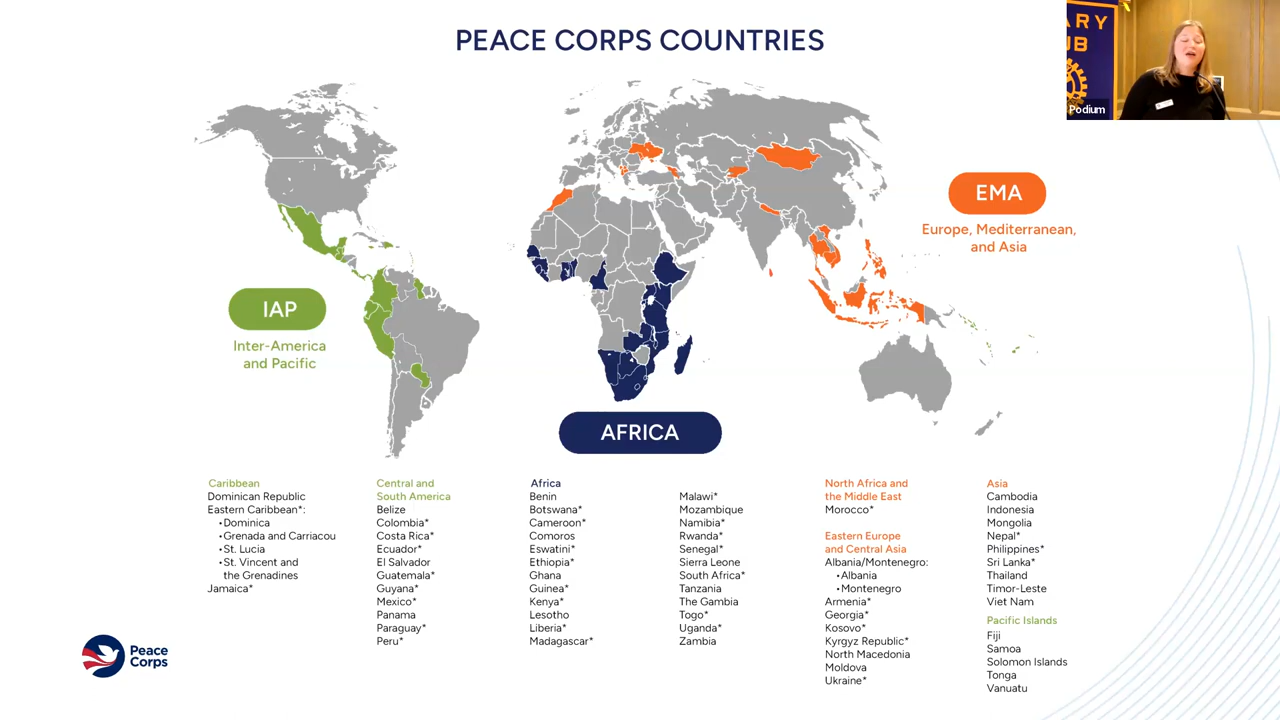 PEACE CORPS COUNTRIES
ARY
UB
Podium
EMA
Europe, Mediterranean,
and Asia
IAP
Inter-America
and Pacific
AFRICA
Caribbean
Dominican Republic
Eastern Caribbean*:
•Dominica
•Grenada and Carriacou
•St. Lucia
•St. Vincent and
the Grenadines
Jamaica*
Central and
South America
Belize
Colombia*
Costa Rica*
Ecuador*
El Salvador
Guatemala*
Guyana*
Mexico*
Panama
Paraguay*
Peru*
Africa
Benin
Botswana*
Cameroon*
Comoros
Eswatini*
Ethiopia*
Ghana
Guinea*
Kenya*
Lesotho
Liberia*
Madagascar*
Malawi*
Mozambique
Namibia*
Rwanda*
Senegal*
Sierra Leone
South Africa*
Tanzania
The Gambia
Togo*
Uganda*
Zambia
North Africa and
the Middle East
Morocco*
Eastern Europe
and Central Asia
Albania/Montenegro:
•Albania
•Montenegro
Armenia*
Georgia*
Kosovo*
Kyrgyz Republic*
North Macedonia
Moldova
Ukraine*
Asia
Cambodia
Indonesia
Mongolia
Nepal*
Philippines*
Sri Lanka*
Thailand
Timor-Leste
Viet Nam
Pacific Islands
Fiji
Samoa
Solomon Islands
Tonga
Vanuatu
Peace
Corps